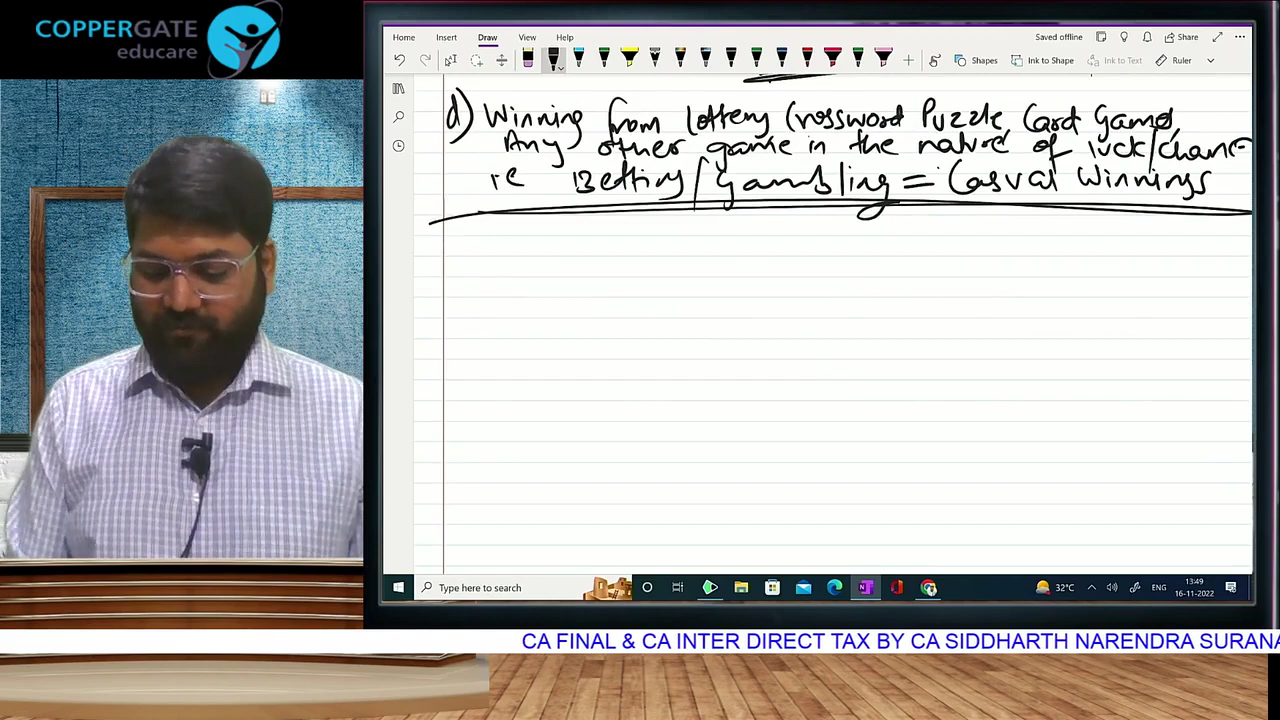 COPPERGATE
educare
Home Insert Draw View Help
Saved offline
Share
Shapes
Ink to Shape
Ink to Text
Ruler
d) Winning from lottery Crossword Puzzle Card Games
Any other game in the nature of luck/chance
ie Betting/Gambling = Casual Winnings
Type here to search
32°C
ENG
13:49
16-11-2022
CA FINAL & CA INTER DIRECT TAX BY CA SIDDHARTH NARENDRA SURANA